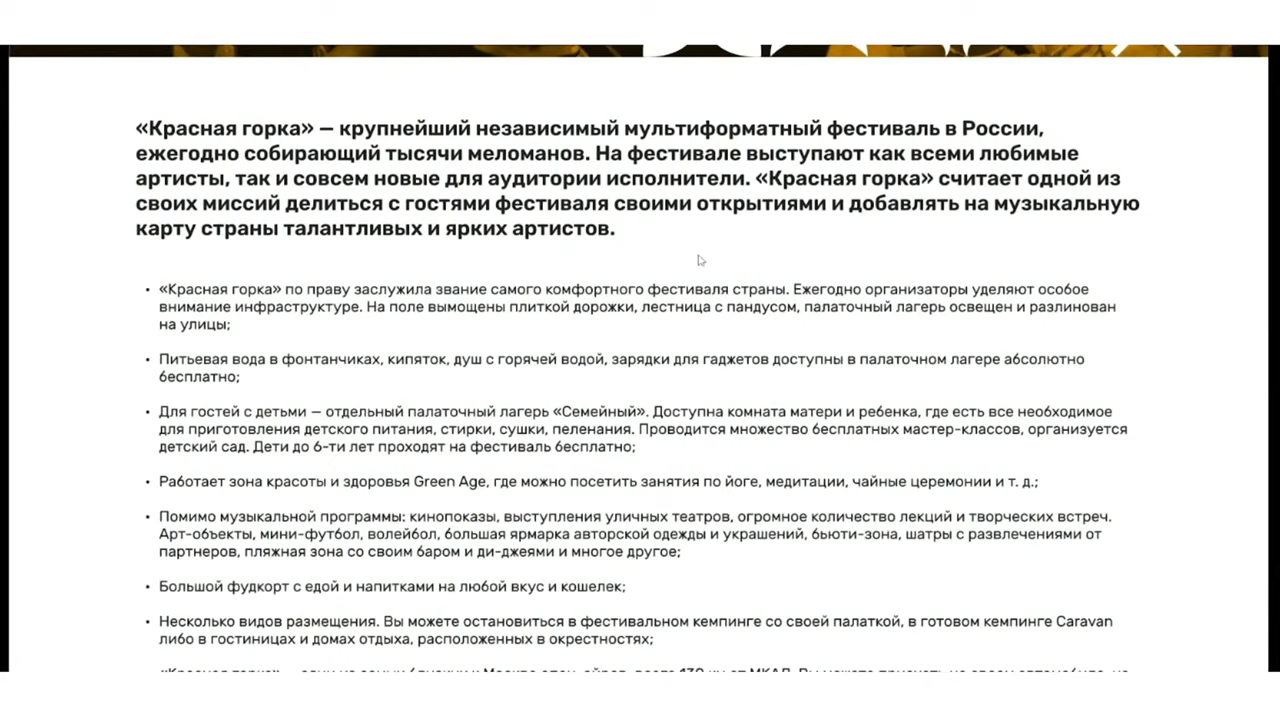 «Красная горка» — крупнейший независимый мультиформатный фестиваль в России,
ежегодно собирающий тысячи меломанов. На фестивале выступают как всеми любимые
артисты, так и совсем новые для аудитории исполнители. «Красная горка» считает одной из
своих миссий делиться с гостями фестиваля своими открытиями и добавлять на музыкальную
карту страны талантливых и ярких артистов.
• «Красная горка» по праву заслужила звание самого комфортного фестиваля страны. Ежегодно организаторы уделяют особое
внимание инфраструктуре. На поле вымощены плиткой дорожки, лестница с пандусом, палаточный лагерь освещен и разлинован
на улицы;
• Питьевая вода в фонтанчиках, кипяток, душ с горячей водой, зарядки для гаджетов доступны в палаточном лагере абсолютно
бесплатно;
• Для гостей с детьми — отдельный палаточный лагерь «Семейный». Доступна комната матери и ребенка, где есть все необходимое
для приготовления детского питания, стирки, сушки, пеленания. Проводится множество бесплатных мастер-классов, организуется
детский сад. Дети до 6-ти лет проходят на фестиваль бесплатно;
• Работает зона красоты и здоровья Green Age, где можно посетить занятия по йоге, медитации, чайные церемонии и т. д.;
• Помимо музыкальной программы: кинопоказы, выступления уличных театров, огромное количество лекций и творческих встреч.
Арт-объекты, мини-футбол, волейбол, большая ярмарка авторской одежды и украшений, бьюти-зона, шатры с развлечениями от
партнеров, пляжная зона со своим баром и ди-джеями и многое другое;
• Большой фудкорт с едой и напитками на любой вкус и кошелек;
• Несколько видов размещения. Вы можете остановиться в фестивальном кемпинге со своей палаткой, в готовом кемпинге Caravan
либо в гостиницах и домах отдыха, расположенных в окрестностях;